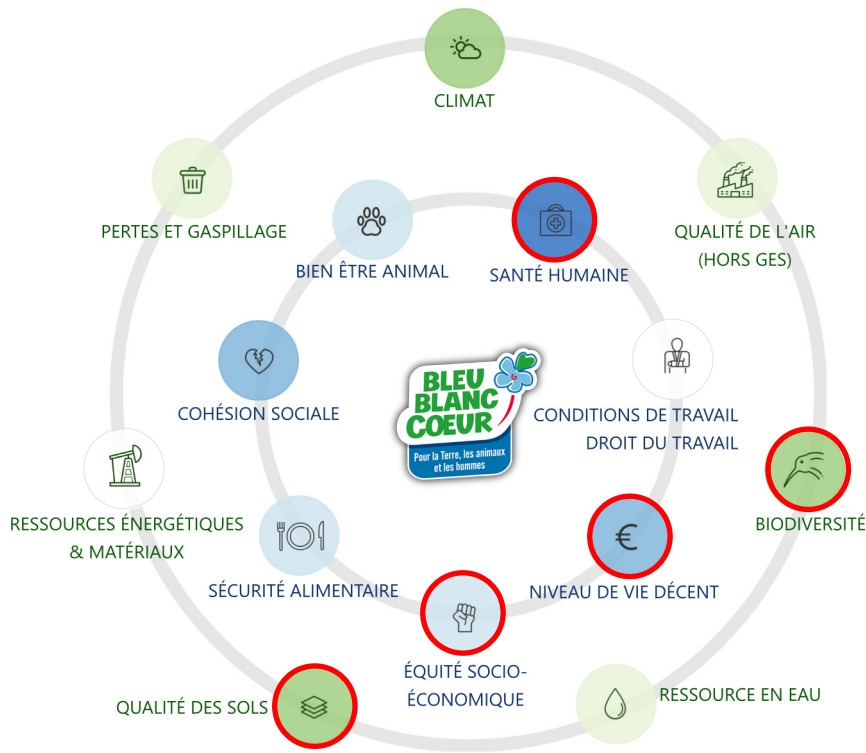 CLIMAT
PERTES ET GASPILLAGE
QUALITÉ DE L'AIR
(HORS GES)
BIEN ÊTRE ANIMAL
SANTÉ HUMAINE
COHÉSION SOCIALE
BLEU
BLANC
CŒUR
Pour la Terre, les animaux
et les hommes
CONDITIONS DE TRAVAIL
DROIT DU TRAVAIL
RESSOURCES ÉNERGÉTIQUES
& MATÉRIAUX
BIODIVERSITÉ
SÉCURITÉ ALIMENTAIRE
€
NIVEAU DE VIE DÉCENT
ÉQUITÉ SOCIO-
ÉCONOMIQUE
QUALITÉ DES SOLS
RESSOURCE EN EAU